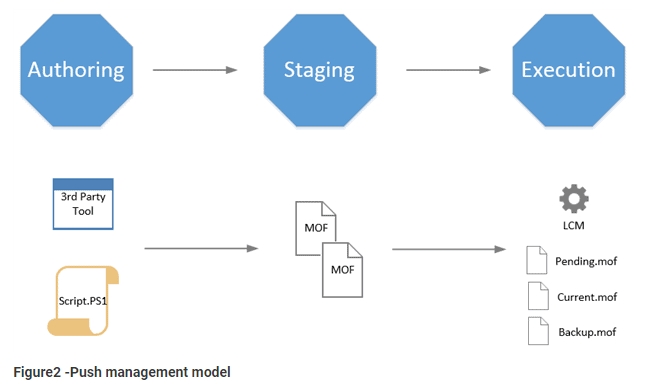 Authoring
Staging
Execution
3rd Party
Tool
Script.PS1
MOF
MOF
LCM
Pending.mof
Current.mof
Backup.mof
Figure2 -Push management model